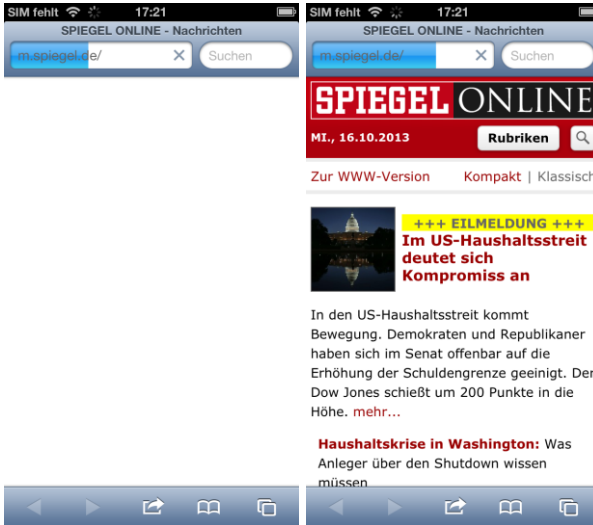 SIM fehlt 17:21
SPIEGEL ONLINE - Nachrichten
m.spiegel.de/ Suchen
SIM fehlt 17:21
SPIEGEL ONLINE - Nachrichten
m.spiegel.de/ Suchen
SPIEGEL ONLINE
MI., 16.10.2013 Rubriken
Zur WWW-Version Kompakt | Klassisch
+++ EILMELDUNG +++
Im US-Haushaltsstreit
deutet sich
Kompromiss an
In den US-Haushaltsstreit kommt
Bewegung. Demokraten und Republikaner
haben sich im Senat offenbar auf die
Erhöhung der Schuldengrenze geeinigt. Der
Dow Jones schießt um 200 Punkte in die
Höhe. mehr...
Haushaltskrise in Washington: Was
Anleger über den Shutdown wissen
müssen